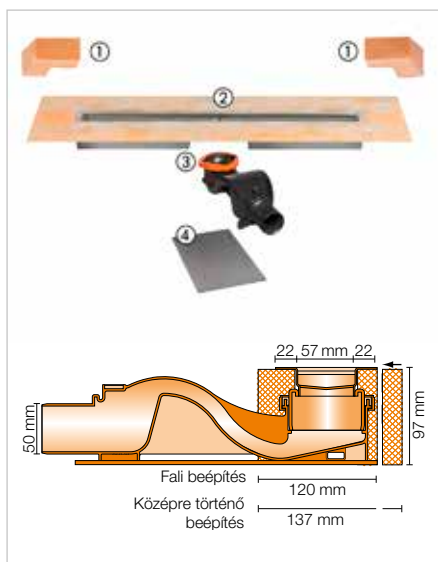 ① ①
②
③
④
22 57 mm 22
50 mm
97 mm
Fali beépítés
120 mm
Középre történő
beépítés
137 mm